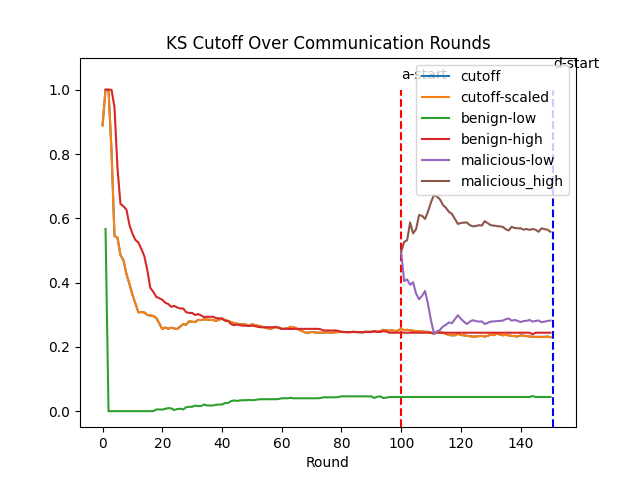 KS Cutoff Over Communication Rounds
a-start
d-start
cutoff
cutoff-scaled
benign-low
benign-high
malicious-low
malicious_high
1.0
0.8
0.6
0.4
0.2
0.0
0
20
40
60
80
100
120
140
Round